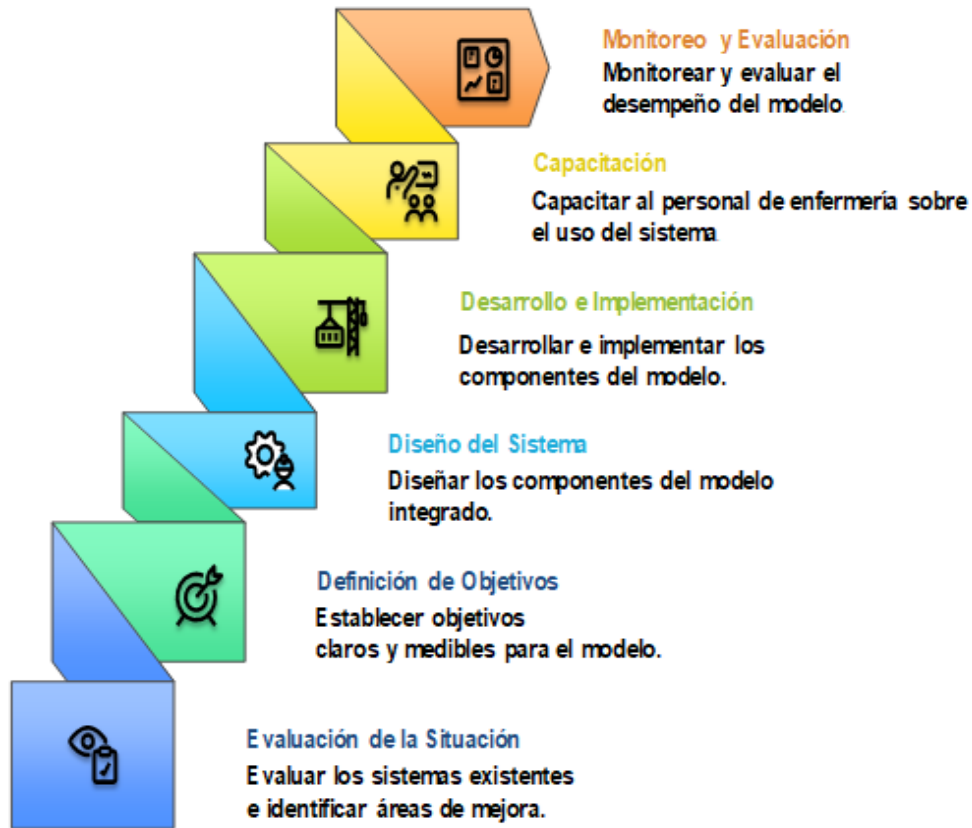 Monitoreo y Evaluación
Monitorear y evaluar el
desempeño del modelo.
Capacitación
Capacitar al personal de enfermería sobre
el uso del sistema.
Desarrollo e Implementación
Desarrollar e implementar los
componentes del modelo.
Diseño del Sistema
Diseñar los componentes del modelo
integrado.
Definición de Objetivos
Establecer objetivos
claros y medibles para el modelo.
Evaluación de la Situación
Evaluar los sistemas existentes
e identificar áreas de mejora.